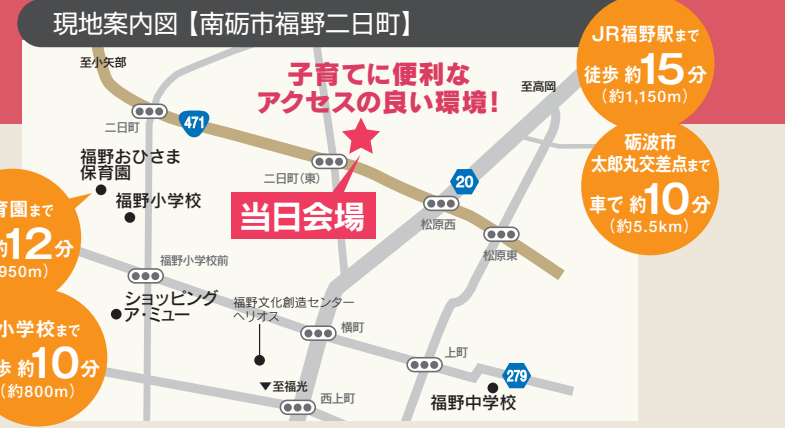 現地案内図【南砺市福野二日町】
JR福野駅まで
徒歩 約15分
（約1,150m）
砺波市
太郎丸交差点まで
車で 約10分
（約5.5km）
至小矢部
子育てに便利な
アクセスの良い環境！
至高岡
471
二日町
福野おひさま
保育園
二日町（東）
20
福野小学校
当日会場
松原西
松原東
育園まで
約12分
950m）
福野小学校前
ショッピング
ア・ミュー
福野文化創造センター
ヘリオス
横町
小学校まで
歩 約10分
（約800m）
上町
279
▼至福光
西上町
福野中学校